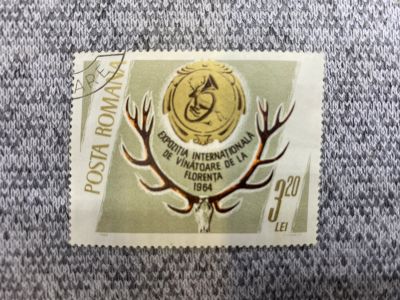 POSTA ROMANA
EXPOZIȚIA INTERNAȚIONALĂ
DE VÎNĂTOARE DE LA
FLORENȚA
1964
3,20
LEI